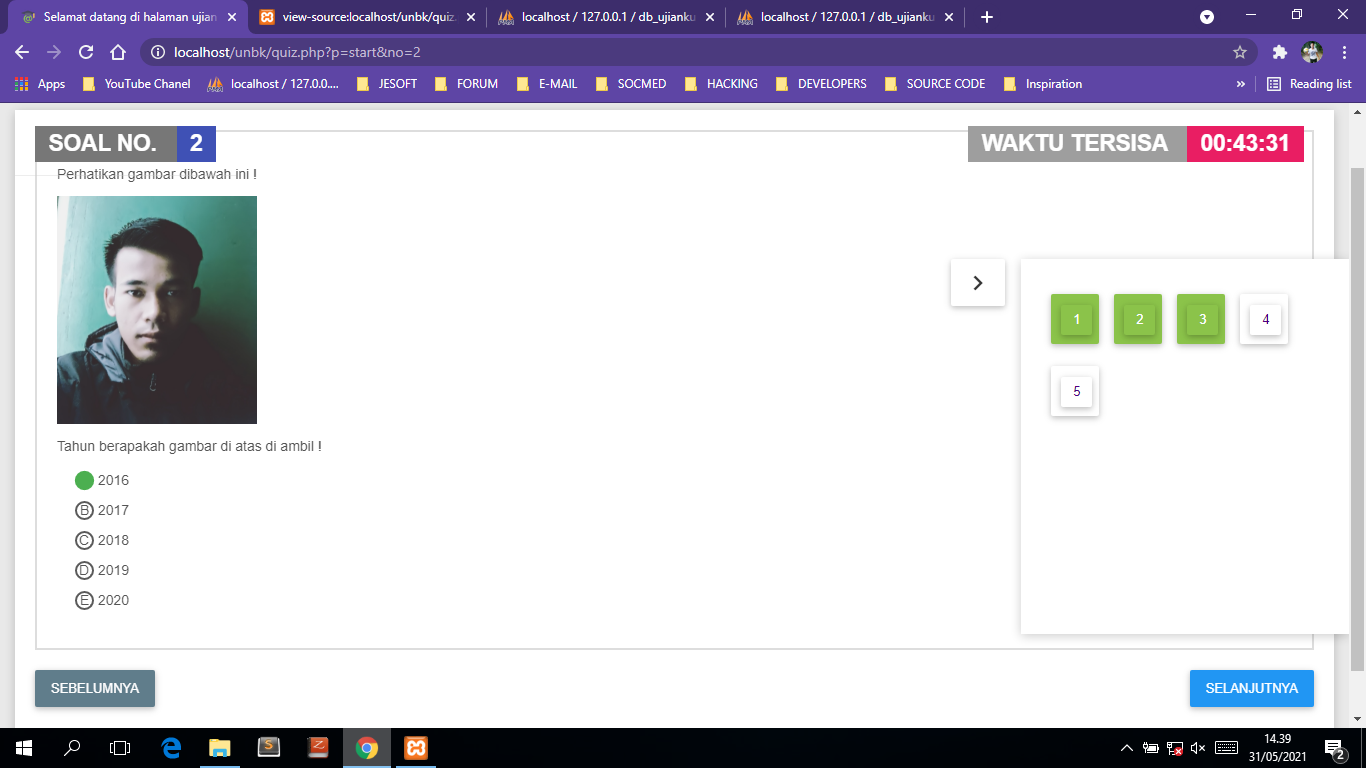 Selamat datang di halaman ujian
view-source:localhost/unbk/quiz.
localhost / 127.0.0.1 / db_ujianku
localhost / 127.0.0.1 / db_ujianku
localhost/unbk/quiz.php?p=start&no=2
Apps
YouTube Chanel
localhost / 127.0.0....
JESOFT
FORUM
E-MAIL
SOCMED
HACKING
DEVELOPERS
SOURCE CODE
Inspiration
»
Reading list
SOAL NO. 2
WAKTU TERSISA 00:43:31
Perhatikan gambar dibawah ini !
1 2 3 4
5
Tahun berapakah gambar di atas di ambil !
2016
B 2017
C 2018
D 2019
E 2020
SEBELUMNYA
SELANJUTNYA
14.39
31/05/2021
2